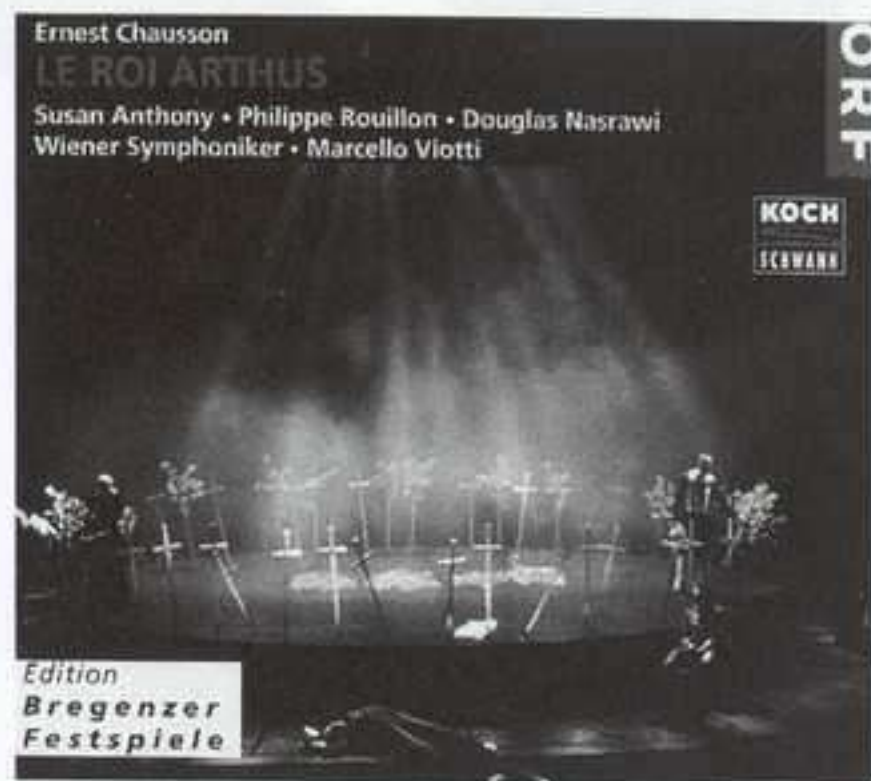 Ernest Chausson
LE ROI ARTHUS
Susan Anthony • Philippe Rouillon • Douglas Nasrawi
Wiener Symphoniker • Marcello Viotti
ORF
KOCH
SCHWANN
Edition
Bregenzer
Festspiele